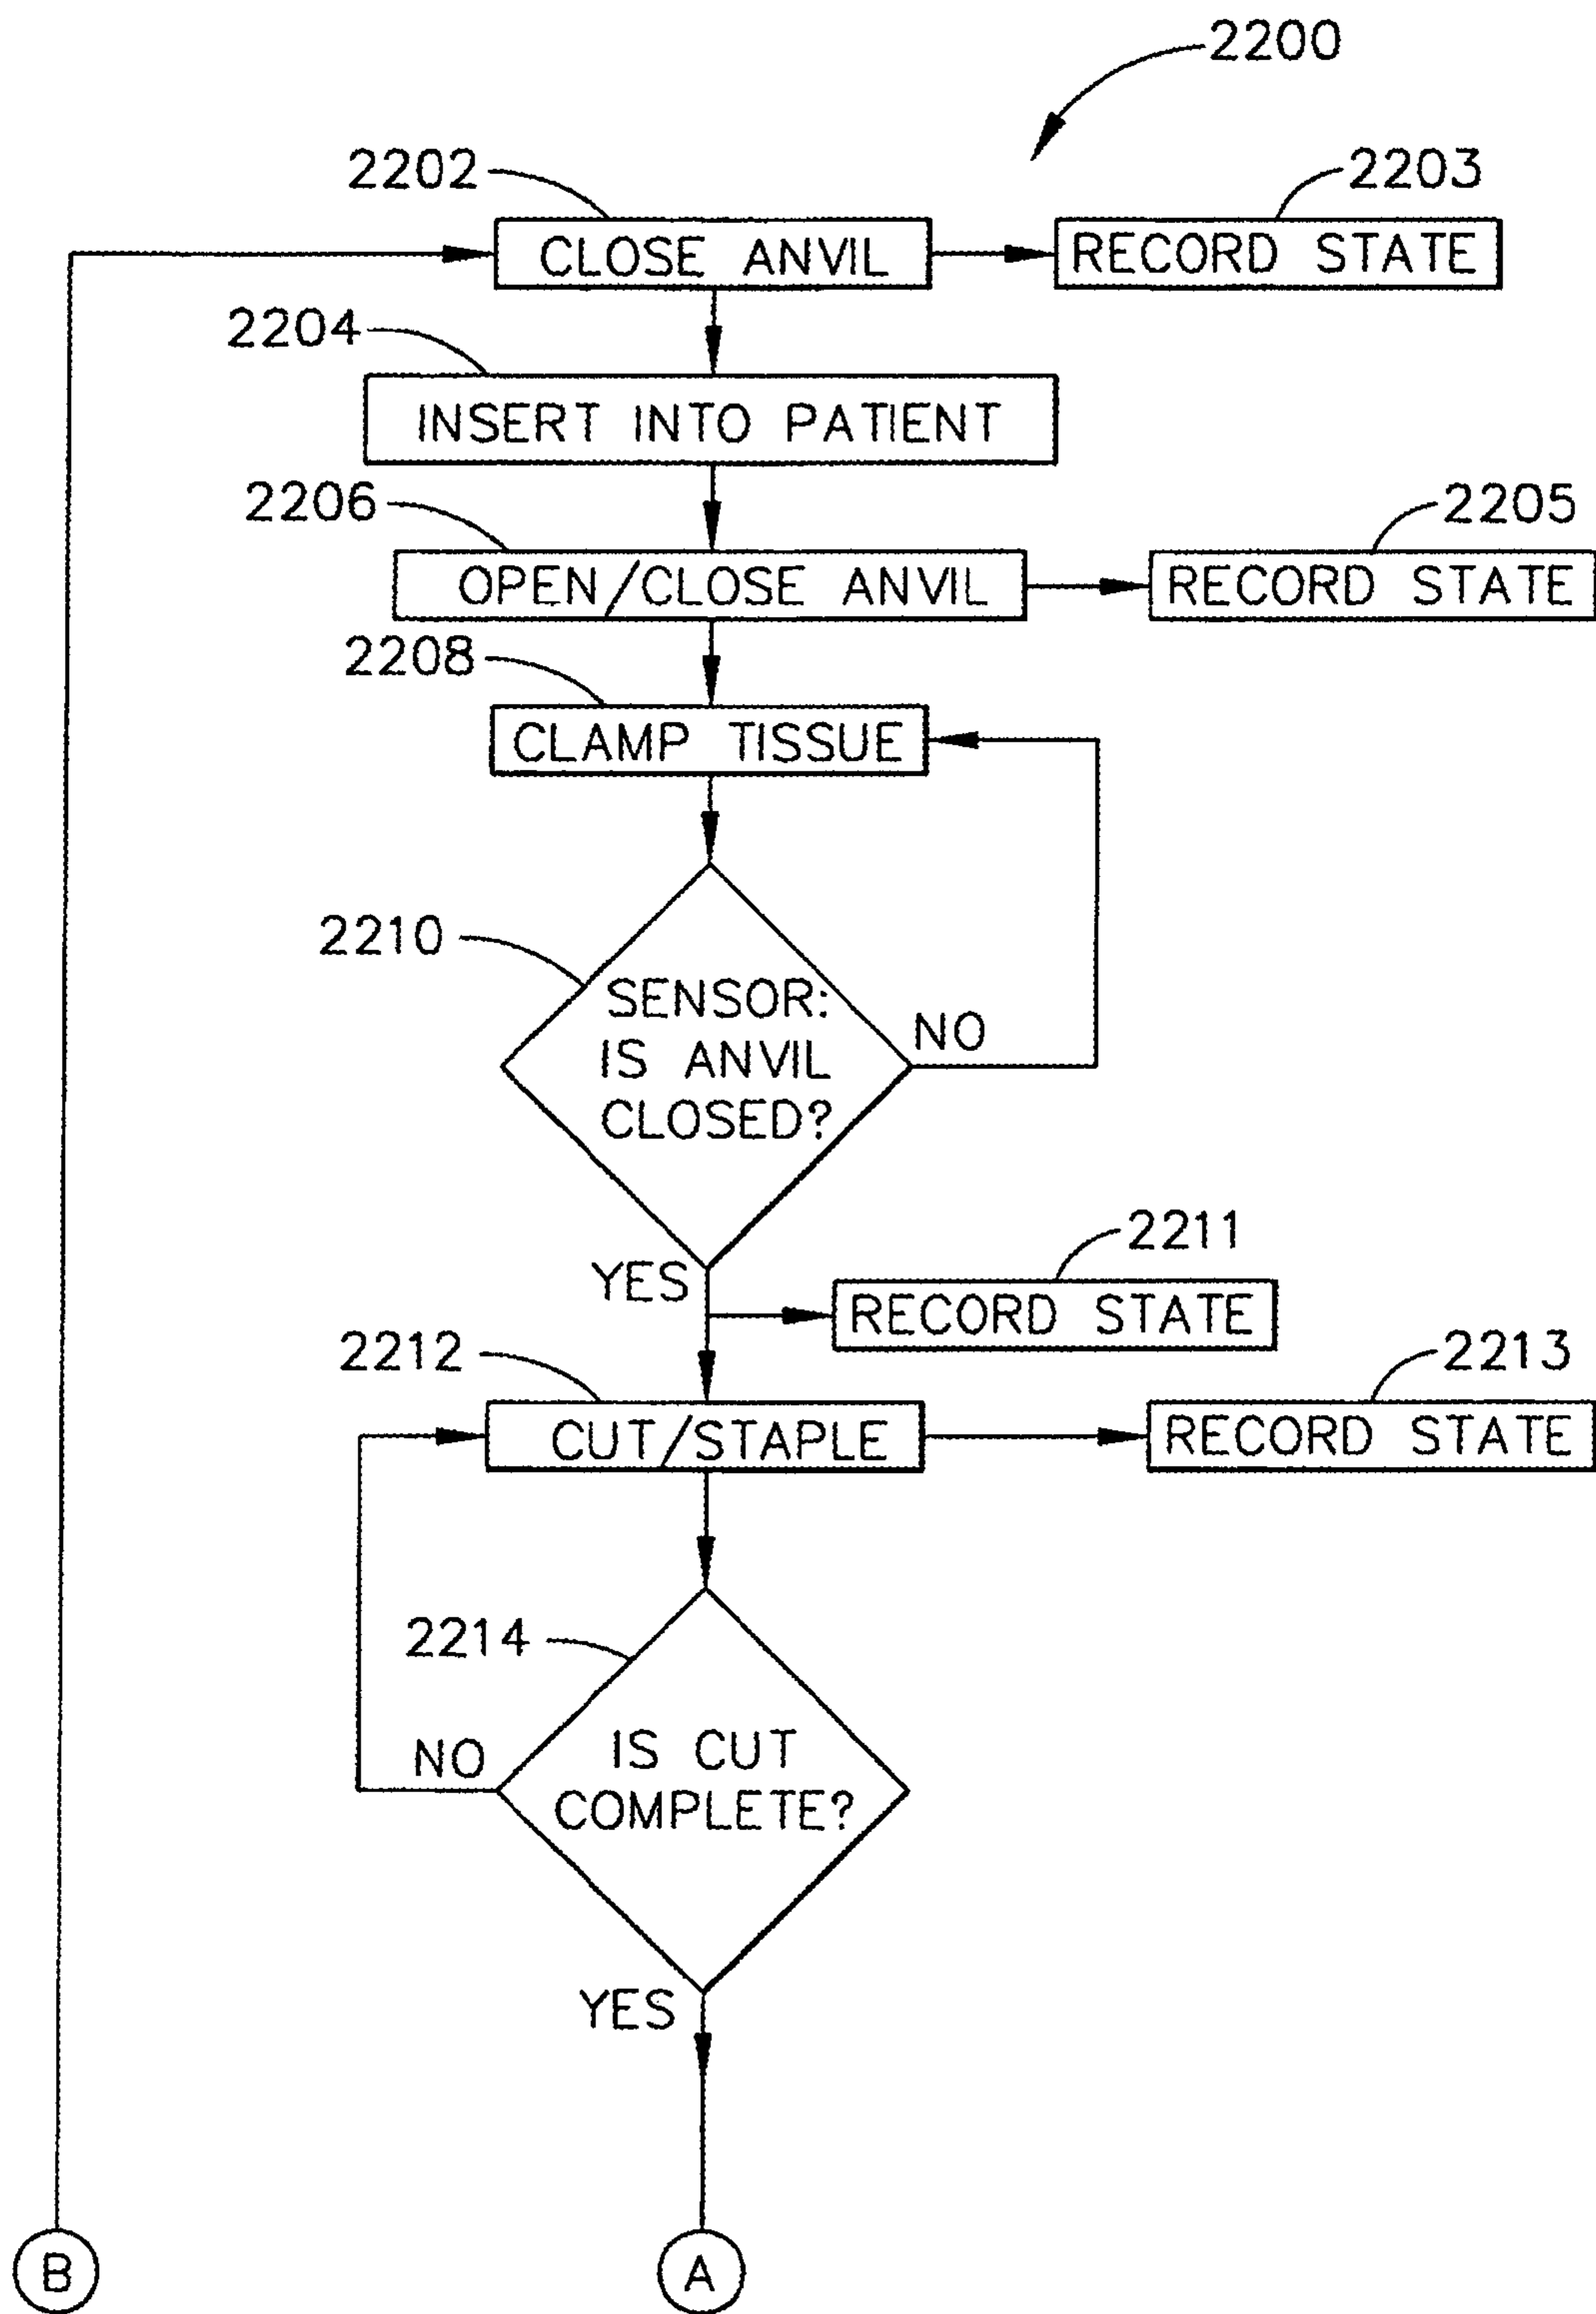 2200
2202
2203
CLOSE ANVIL
RECORD STATE
2204
INSERT INTO PATIENT
2206
2205
OPEN/CLOSE ANVIL
RECORD STATE
2208
CLAMP TISSUE
2210
SENSOR:
IS ANVIL
CLOSED?
NO
YES
2211
RECORD STATE
2212
2213
CUT/STAPLE
RECORD STATE
2214
IS CUT
COMPLETE?
NO
YES
B
A